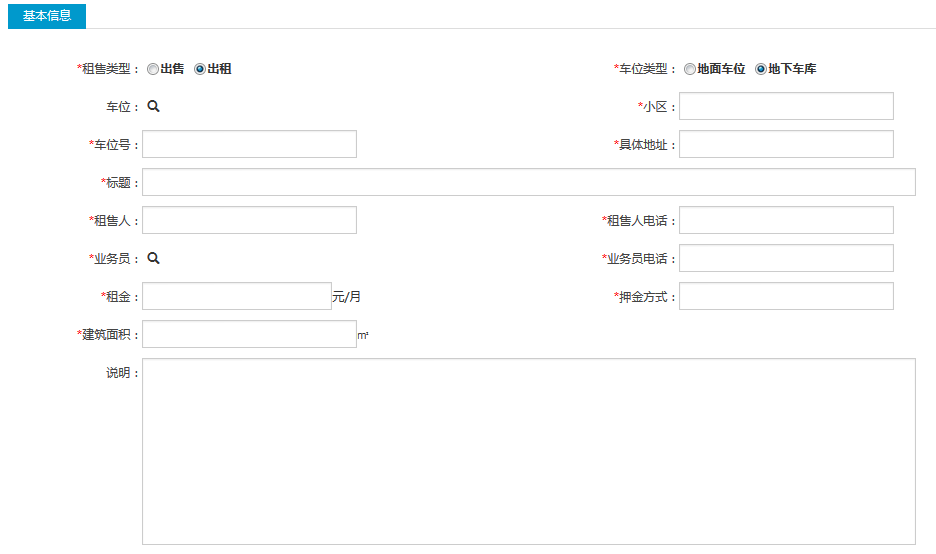 基本信息
*租售类型： 出售 出租 *车位类型： 地面车位 地下车库
车位： *小区：
*车位号： *具体地址：
*标题：
*租售人： *租售人电话：
*业务员： *业务员电话：
*租金： 元/月 *押金方式：
*建筑面积： ㎡
说明：